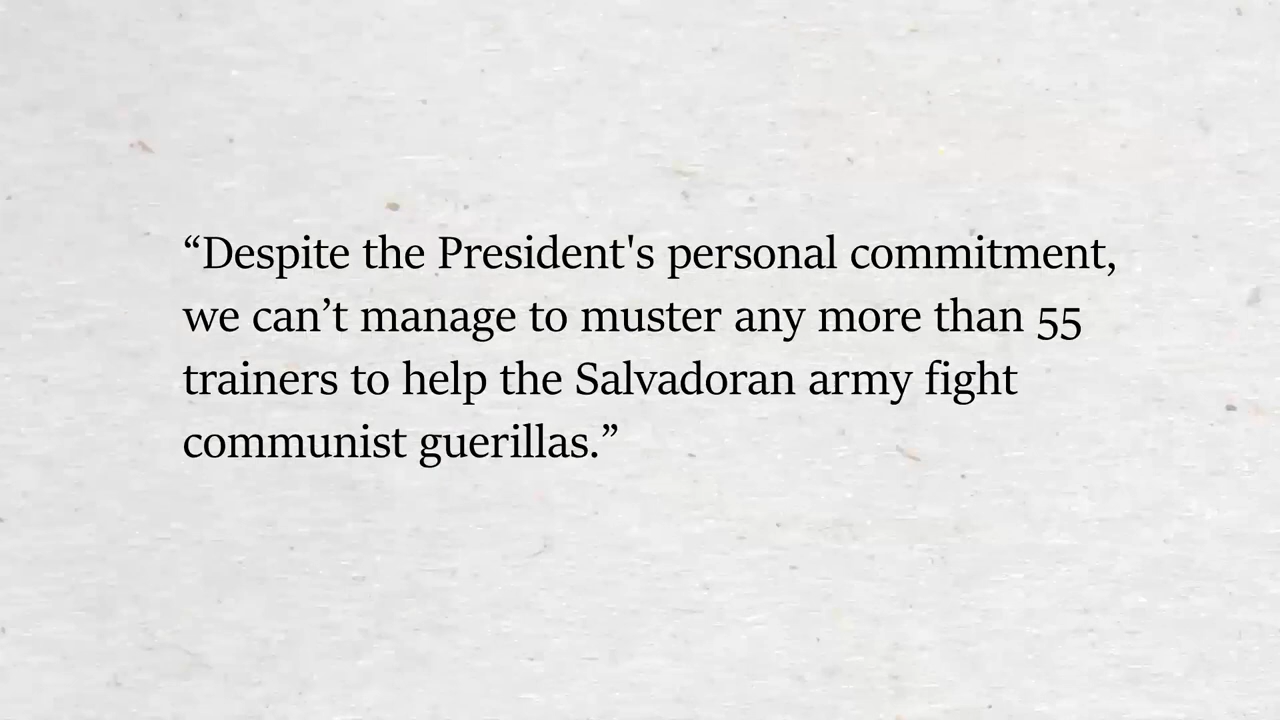 “Despite the President's personal commitment,
we can’t manage to muster any more than 55
trainers to help the Salvadoran army fight
communist guerillas.”